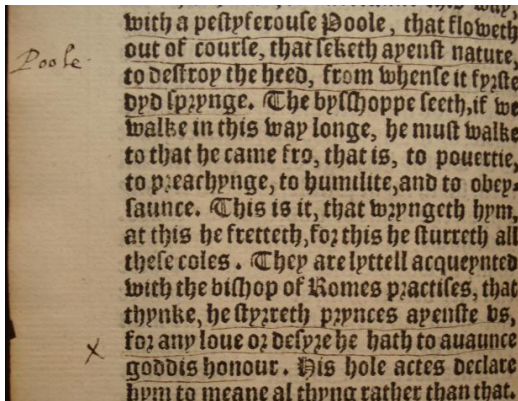 with a pestyferouse Poole, that floweth
Poole
out of course, that seketh ayenst nature,
to destroy the heed, from whense it fyrste
dyd sprynge. The bysshoppe seeth, if we
walke in this way longe, he must walke
to that he came fro, that is, to pouertie,
to preachynge, to humilite, and to obey-
saunce. This is it, that wryngeth hym,
at this he fretteth, for this he sturreth all
these coles. They are lyttell acqueynted
with the bishop of Romes practises, that
thynke, he styrreth prynces ayenste vs,
X
for any loue or desyre he hath to auaunce
goddis honour. His hole actes declare
hym to meane al thyng rather than that.